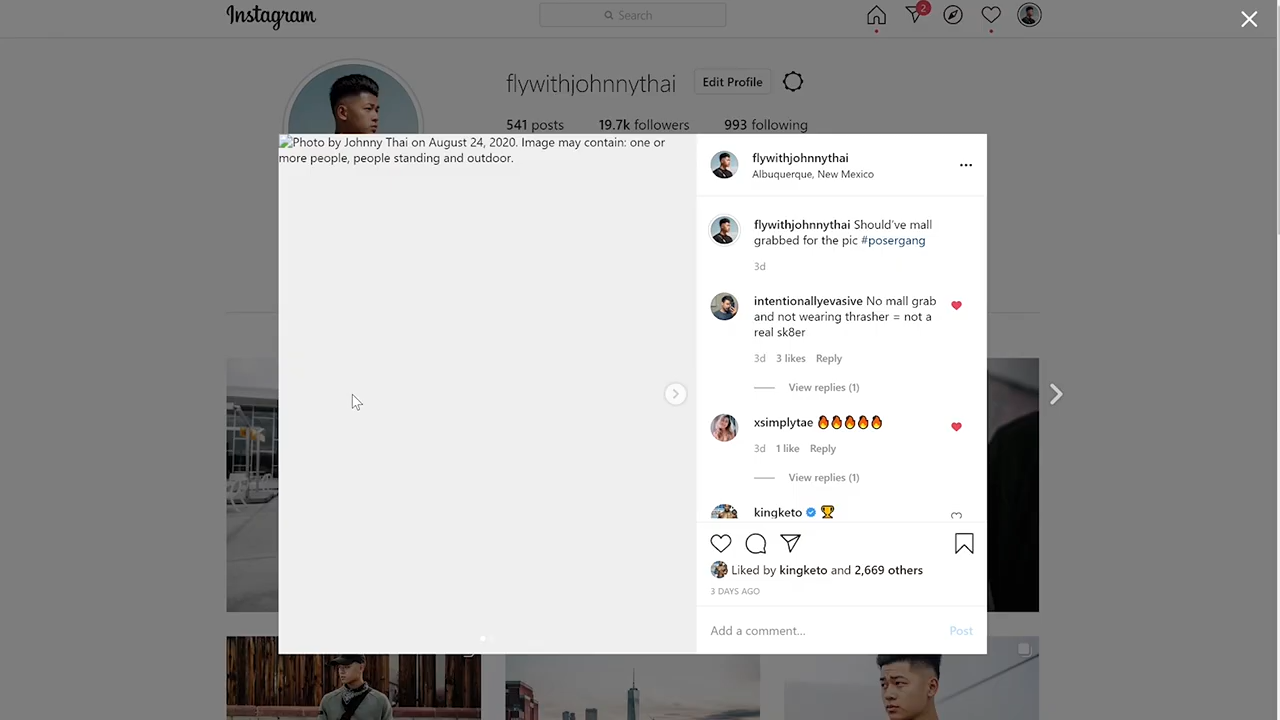 Instagram
Search
2
flywithjohnnythai Edit Profile
541 posts 19.7k followers 993 following
Photo by Johnny Thai on August 24, 2020. Image may contain: one or
more people, people standing and outdoor.
flywithjohnnythai
Albuquerque, New Mexico
flywithjohnnythai Should've mall
grabbed for the pic #posergang
3d
intentionallyevasive No mall grab
and not wearing thrasher = not a
real sk8er
3d 3 likes Reply
View replies (1)
xsimplytae 🔥🔥🔥🔥🔥
3d 1 like Reply
View replies (1)
kingketo 🏆
Liked by kingketo and 2,669 others
3 DAYS AGO
Add a comment... Post